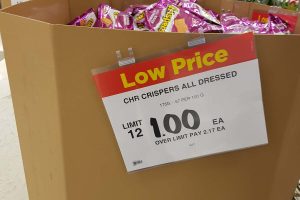 Low Price
CHR CRISPERS ALL DRESSED
LIMIT
12
1.00 EA
OVER LIMIT PAY 2.17 EA